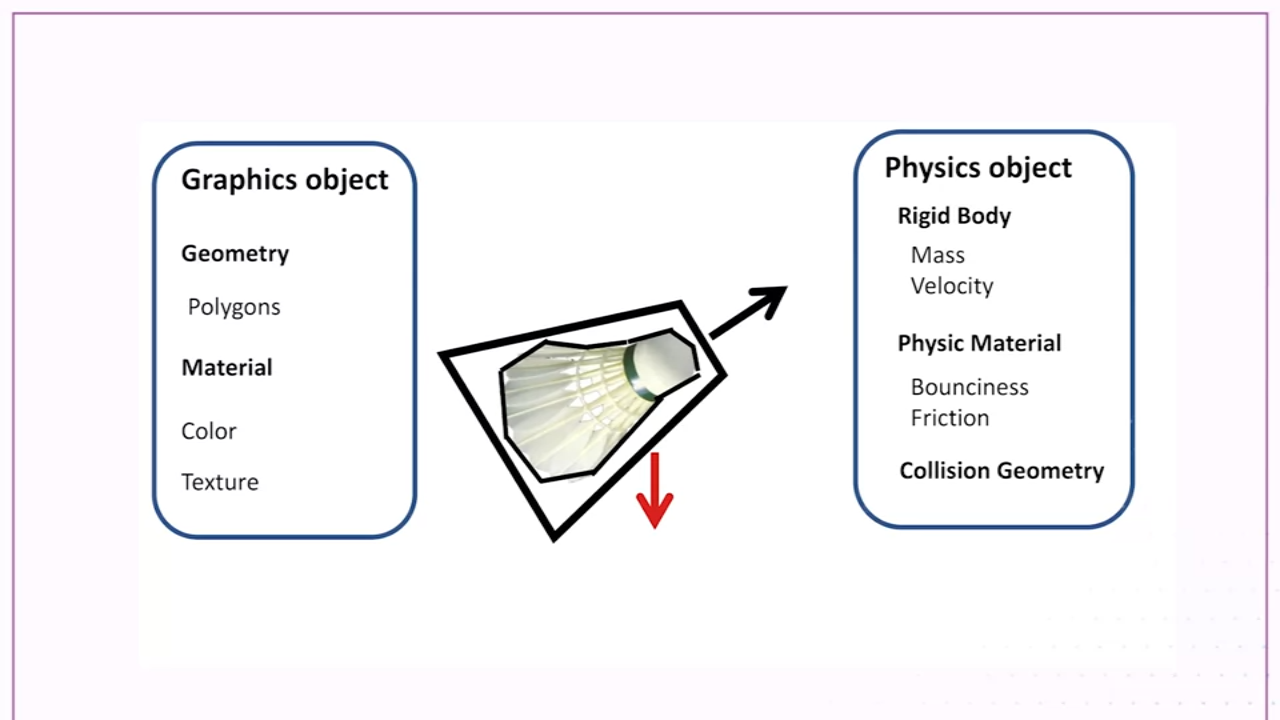 Graphics object
Geometry
Polygons
Material
Color
Texture
Physics object
Rigid Body
Mass
Velocity
Physic Material
Bounciness
Friction
Collision Geometry